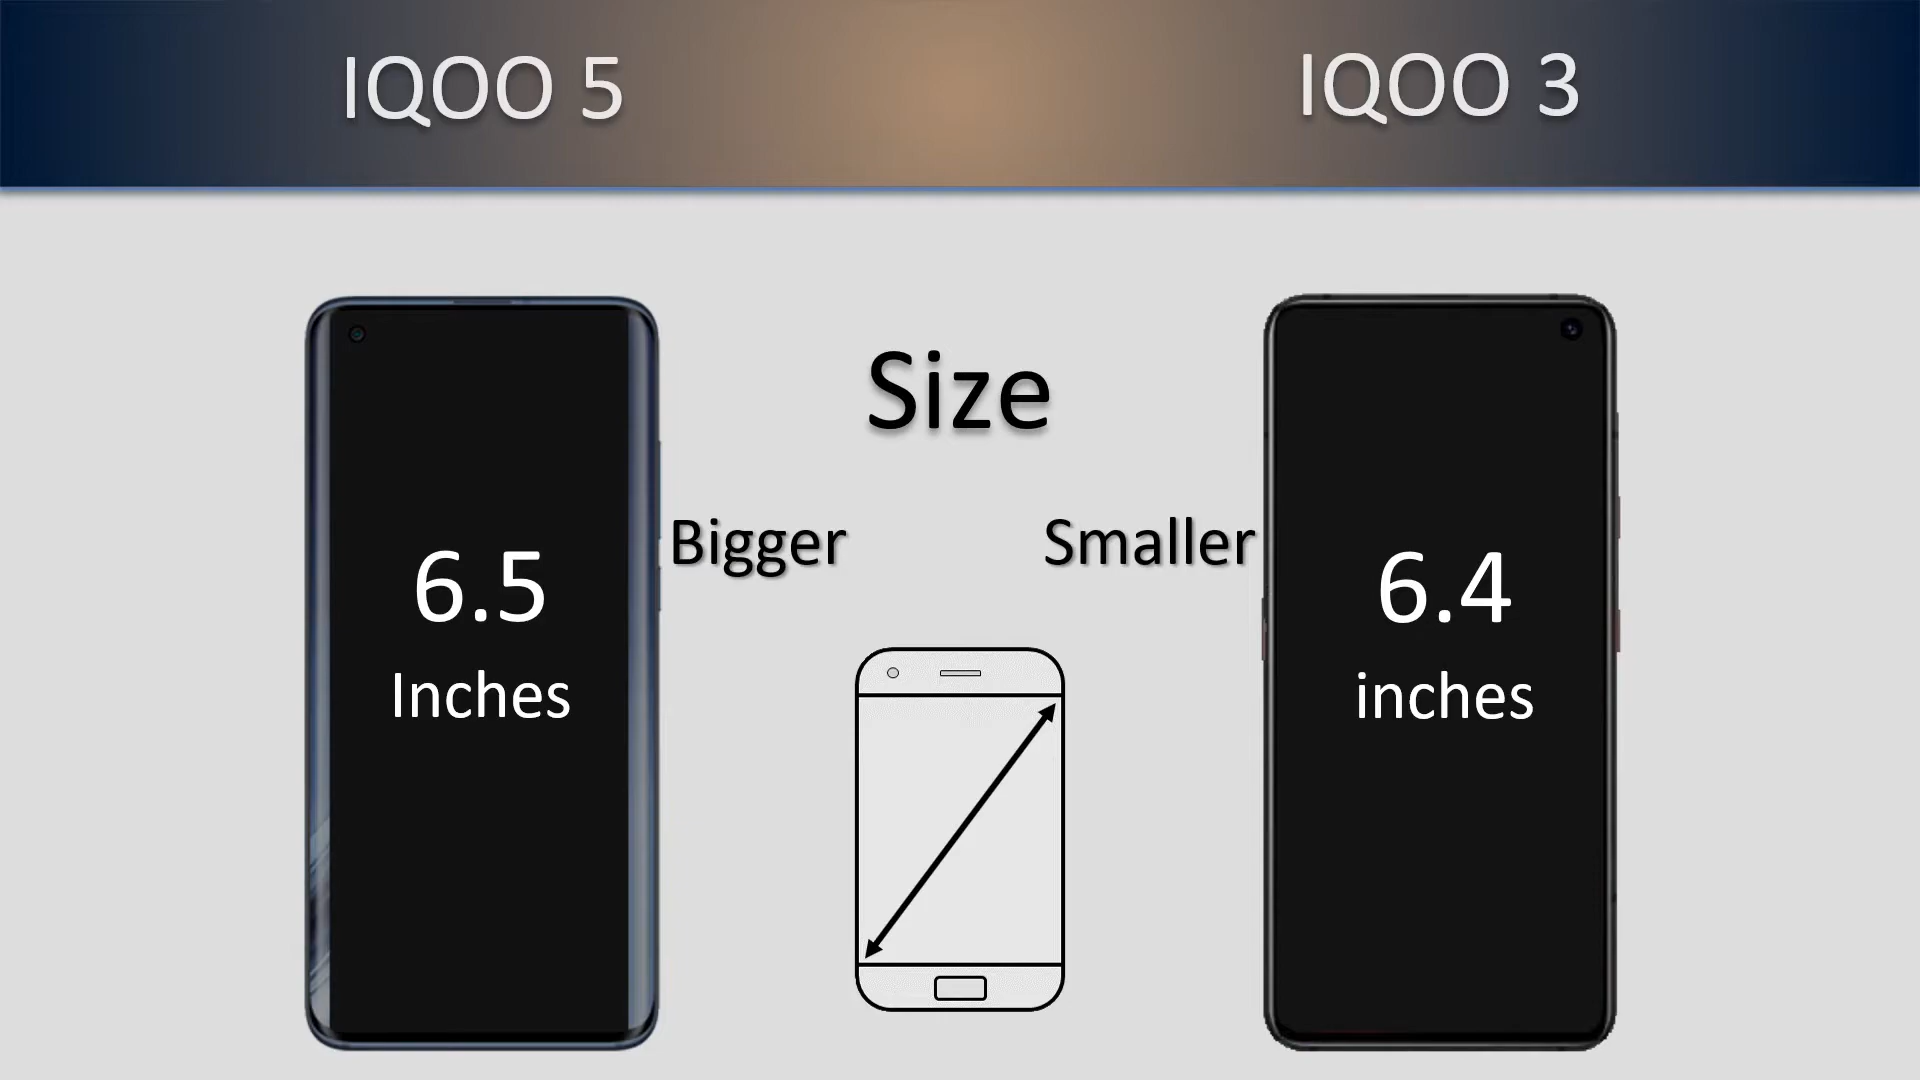 IQOO 5
IQOO 3
Size
Bigger
Smaller
6.5
Inches
6.4
inches